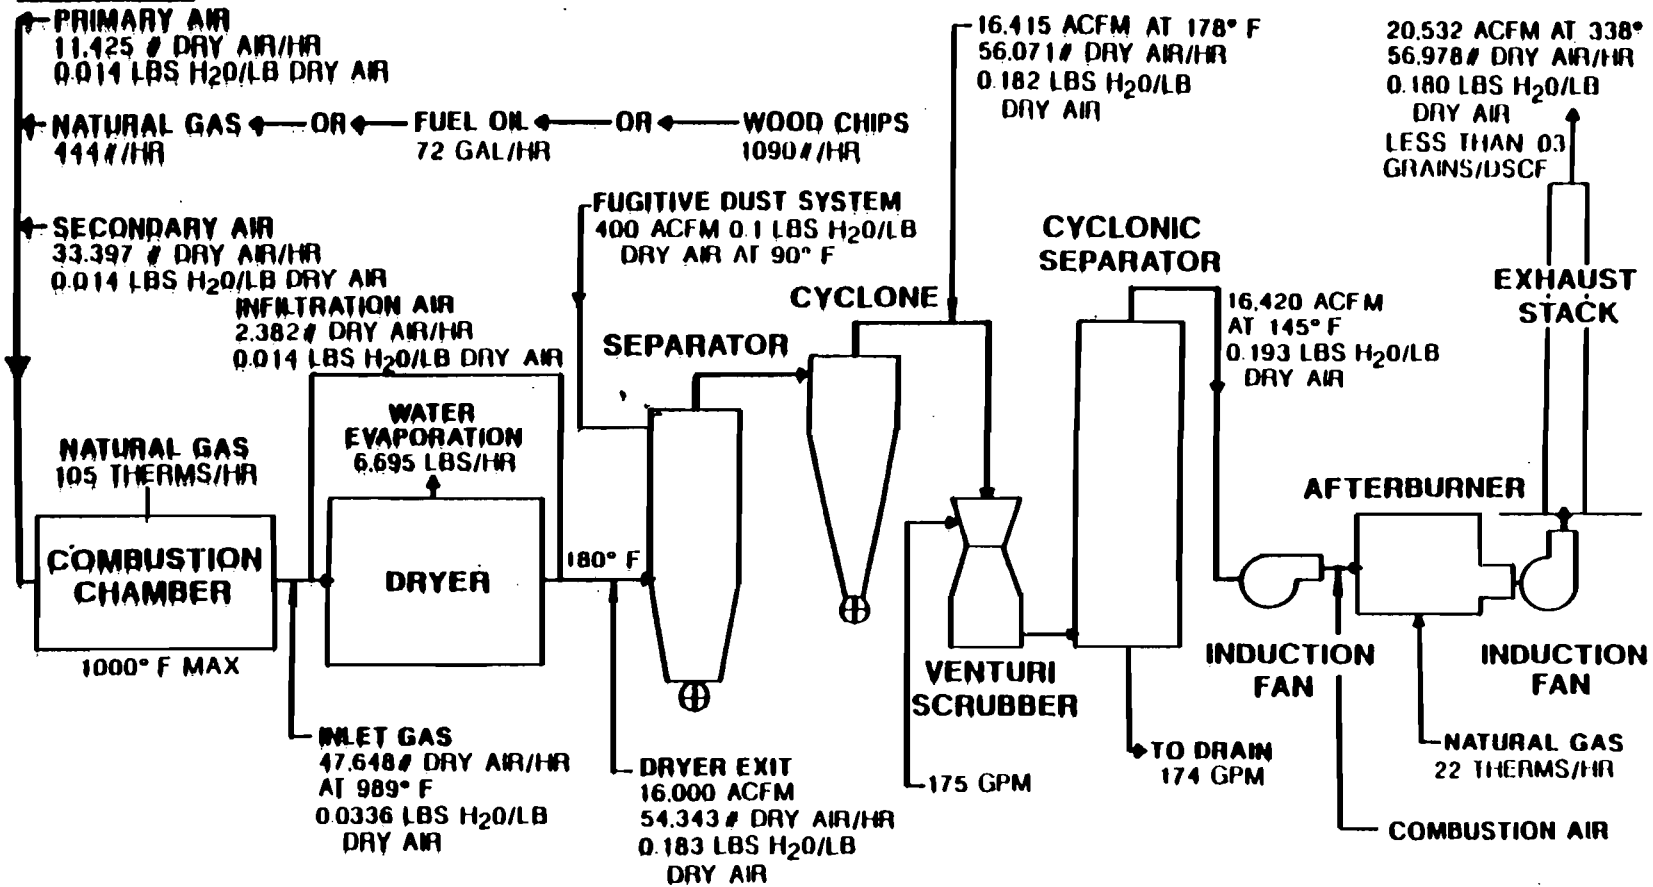 PRIMARY AIR
11.425 # DRY AIR/HR
0.014 LBS H2O/LB DRY AIR
NATURAL GAS
444#/HR
OR
FUEL OIL
72 GAL/HR
OR
WOOD CHIPS
1090#/HR
SECONDARY AIR
33.397 # DRY AIR/HR
0.014 LBS H2O/LB DRY AIR
INFILTRATION AIR
2.382# DRY AIR/HR
0.014 LBS H2O/LB DRY AIR
FUGITIVE DUST SYSTEM
400 ACFM 0.1 LBS H2O/LB
DRY AIR AT 90° F
16.415 ACFM AT 178° F
56.071# DRY AIR/HR
0.182 LBS H2O/LB
DRY AIR
20.532 ACFM AT 338°
56.978# DRY AIR/HR
0.180 LBS H2O/LB
DRY AIR
LESS THAN 03
GRAINS/DSCF
CYCLONIC
SEPARATOR
EXHAUST
STACK
CYCLONE
SEPARATOR
16,420 ACFM
AT 145° F
0.193 LBS H2O/LB
DRY AIR
WATER
EVAPORATION
6.695 LBS/HR
NATURAL GAS
105 THERMS/HR
AFTERBURNER
COMBUSTION
CHAMBER
1000° F MAX
DRYER
180° F
VENTURI
SCRUBBER
INDUCTION
FAN
INDUCTION
FAN
INLET GAS
47.648# DRY AIR/HR
AT 989° F
0.0336 LBS H2O/LB
DRY AIR
DRYER EXIT
16.000 ACFM
54.343# DRY AIR/HR
0.183 LBS H2O/LB
DRY AIR
175 GPM
TO DRAIN
174 GPM
NATURAL GAS
22 THERMS/HR
COMBUSTION AIR